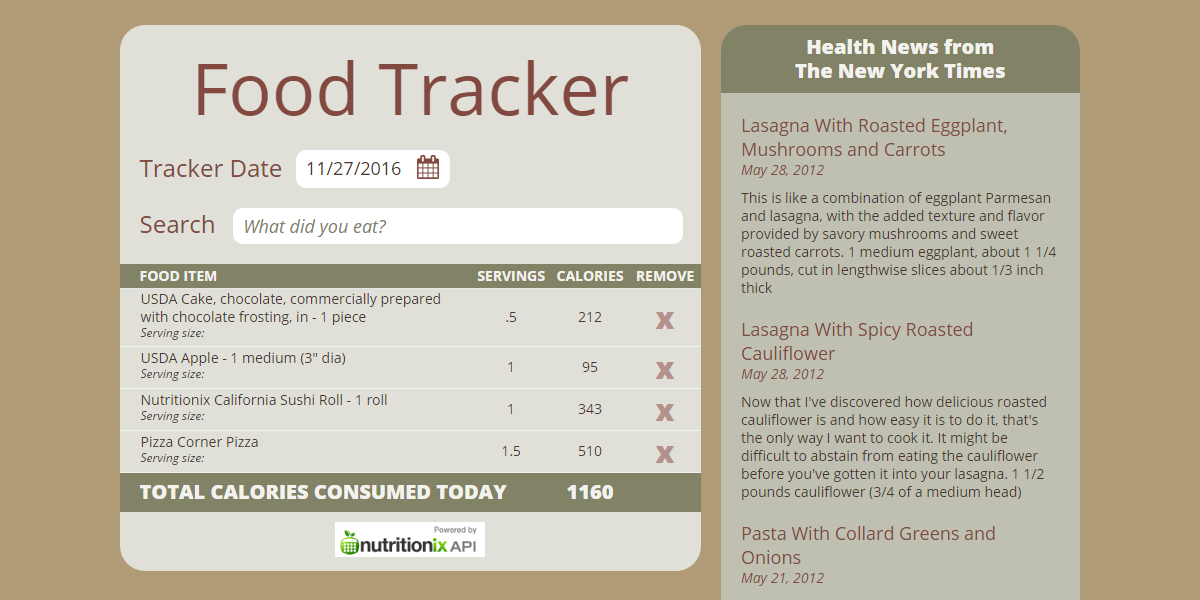 Food Tracker
Tracker Date 11/27/2016
Search What did you eat?
FOOD ITEM SERVINGS CALORIES REMOVE
USDA Cake, chocolate, commercially prepared
with chocolate frosting, in - 1 piece .5 212 X
Serving size:
USDA Apple - 1 medium (3" dia) 1 95 X
Serving size:
Nutritionix California Sushi Roll - 1 roll 1 343 X
Serving size:
Pizza Corner Pizza 1.5 510 X
Serving size:
TOTAL CALORIES CONSUMED TODAY 1160
Powered by
nutritionix API
Health News from
The New York Times
Lasagna With Roasted Eggplant,
Mushrooms and Carrots
May 28, 2012
This is like a combination of eggplant Parmesan
and lasagna, with the added texture and flavor
provided by savory mushrooms and sweet
roasted carrots. 1 medium eggplant, about 1 1/4
pounds, cut in lengthwise slices about 1/3 inch
thick
Lasagna With Spicy Roasted
Cauliflower
May 28, 2012
Now that I've discovered how delicious roasted
cauliflower is and how easy it is to do it, that's
the only way I want to cook it. It might be
difficult to abstain from eating the cauliflower
before you've gotten it into your lasagna. 1 1/2
pounds cauliflower (3/4 of a medium head)
Pasta With Collard Greens and
Onions
May 21, 2012